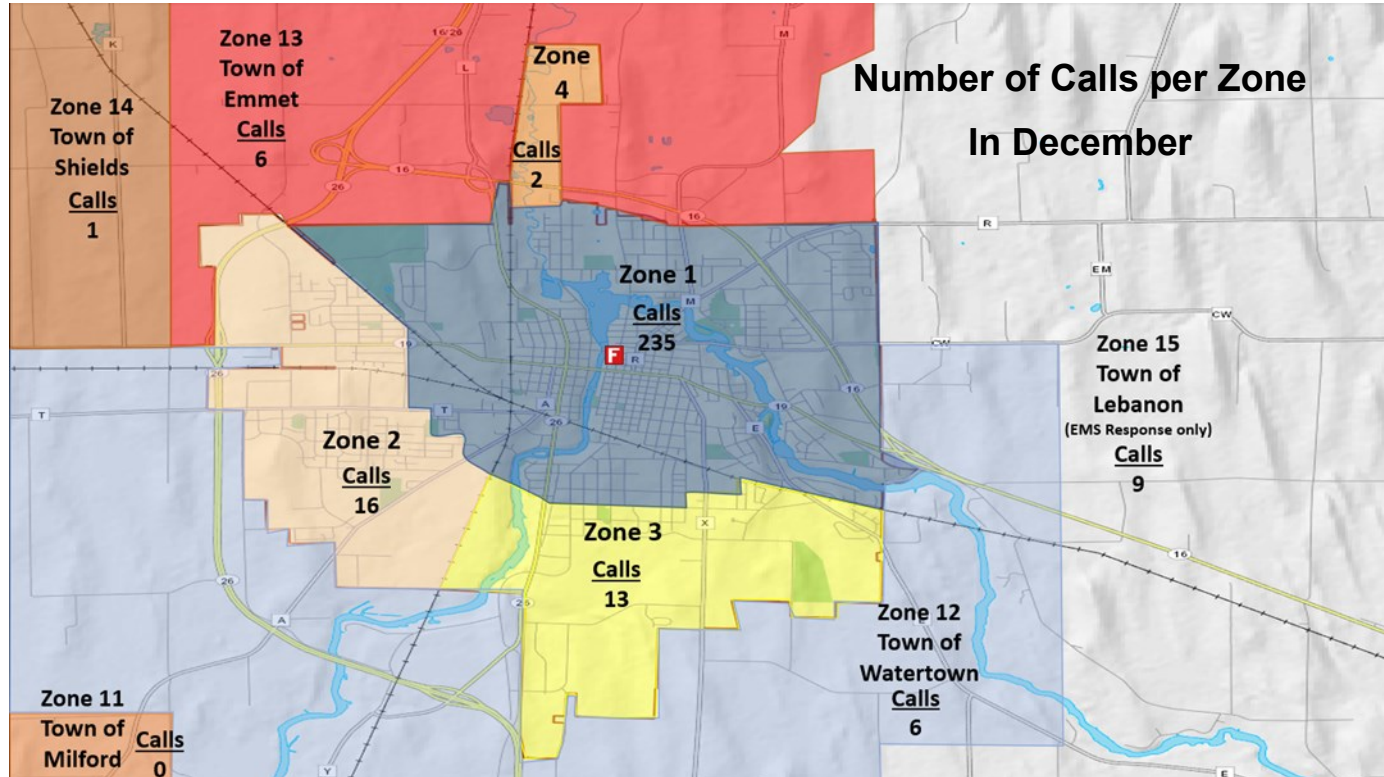 Number of Calls per Zone
In December
Zone 13
Town of
Emmet
Calls
6
Zone
4
Calls
2
Zone 14
Town of
Shields
Calls
1
Zone 1
Calls
235
Zone 15
Town of
Lebanon
(EMS Response only)
Calls
9
Zone 2
Calls
16
Zone 3
Calls
13
Zone 12
Town of
Watertown
Calls
6
Zone 11
Town of
Milford
Calls
0
K
16/26
L
M
16
26
16
R
EM
CW
CW
M
F
R
19
26
T
T
A
26
E
19
16
X
16
26
A
26
Y
E